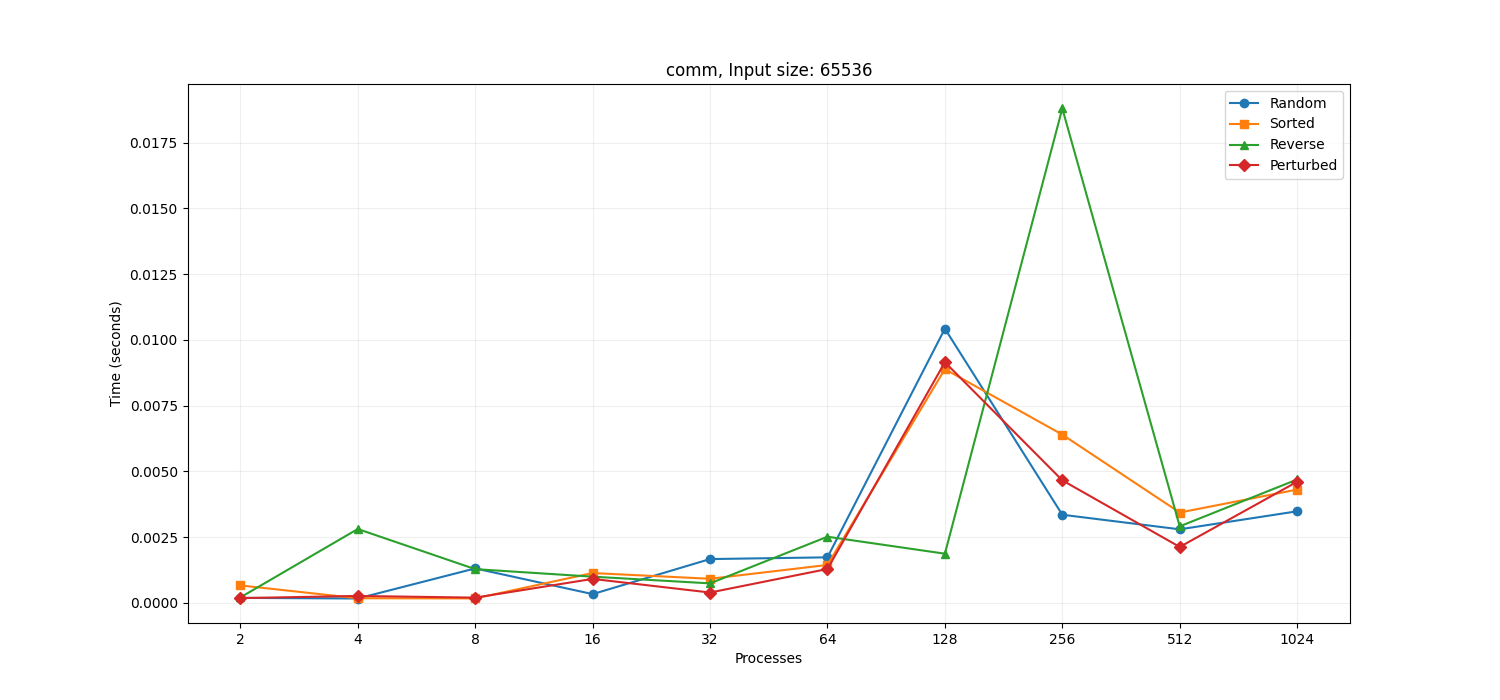 comm, Input size: 65536
Random
Sorted
Reverse
Perturbed
0.0175
0.0150
0.0125
0.0100
0.0075
0.0050
0.0025
0.0000
Time (seconds)
2 4 8 16 32 64 128 256 512 1024
Processes